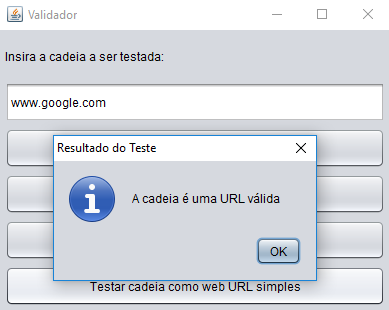 Validador
Insira a cadeia a ser testada:
www.google.com
Resultado do Teste
A cadeia é uma URL válida
OK
Testar cadeia como web URL simples